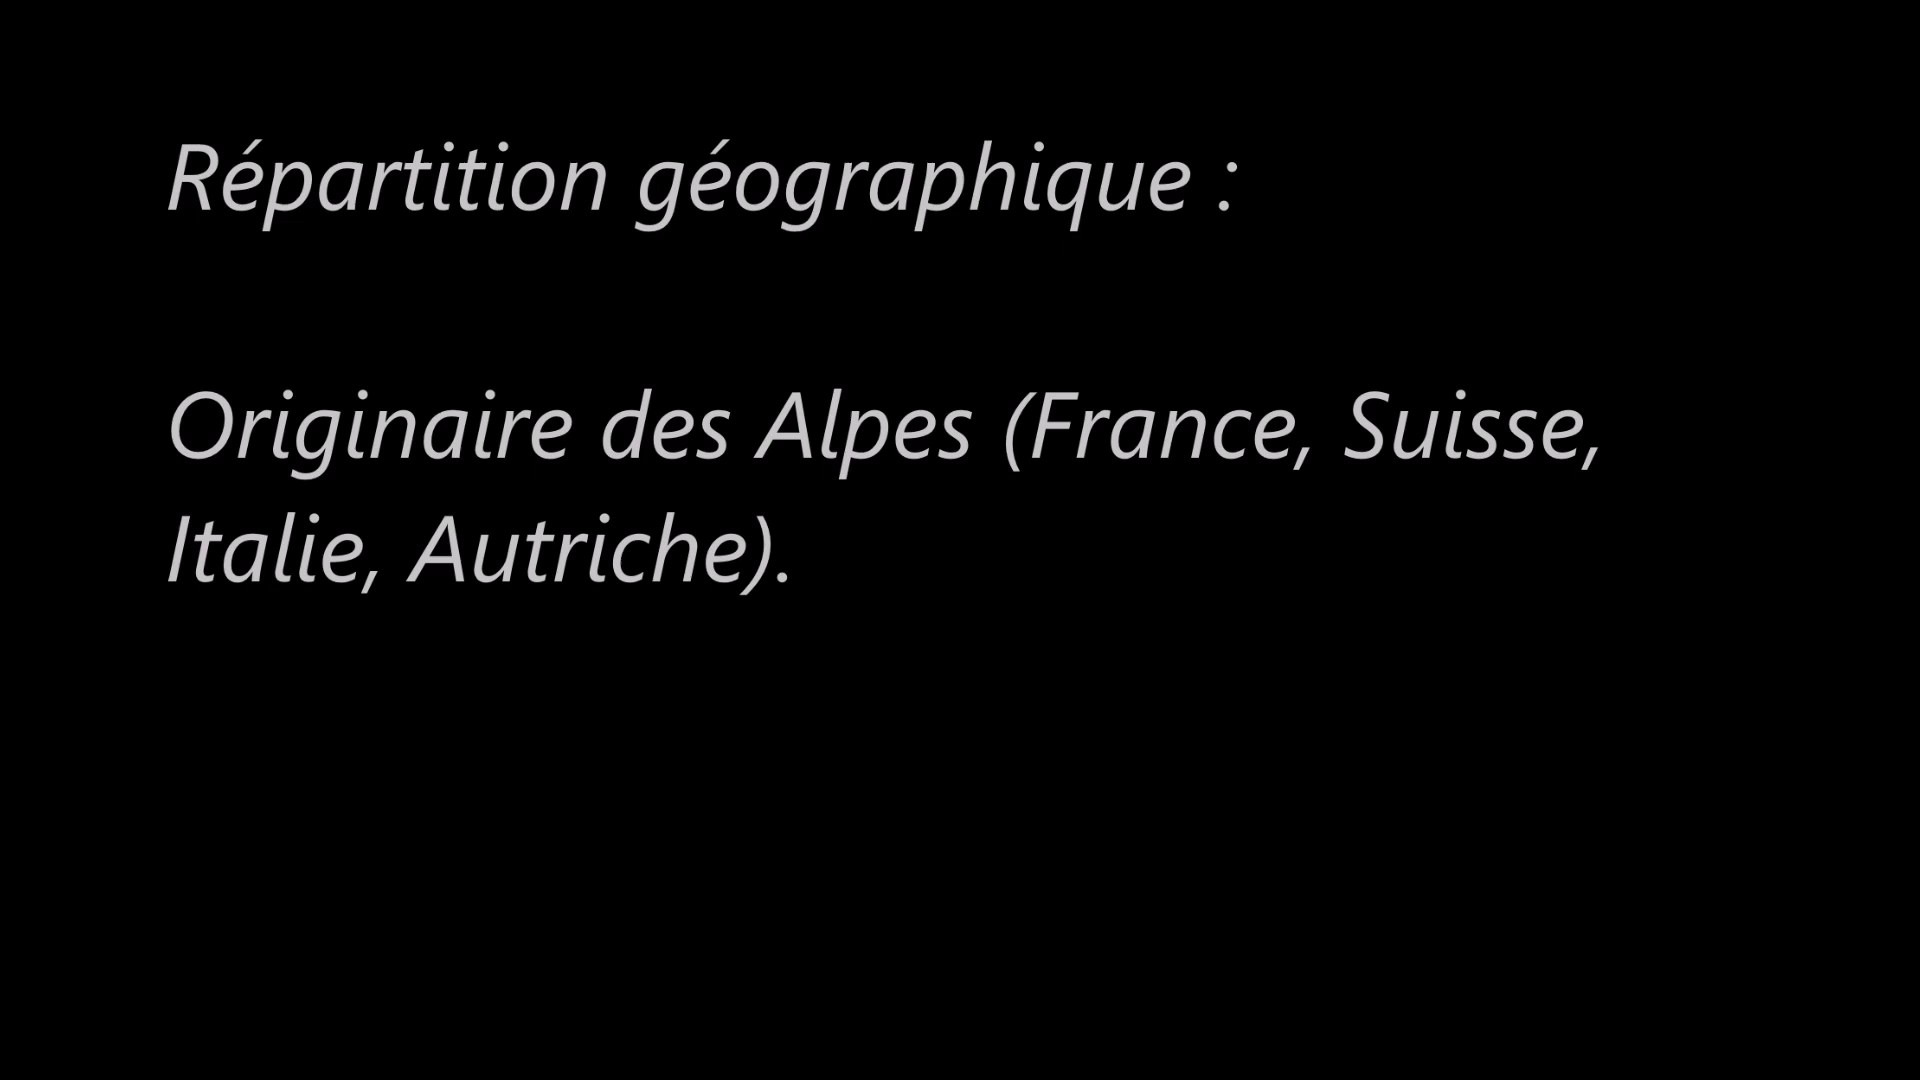 Répartition géographique :
Originaire des Alpes (France, Suisse,
Italie, Autriche).